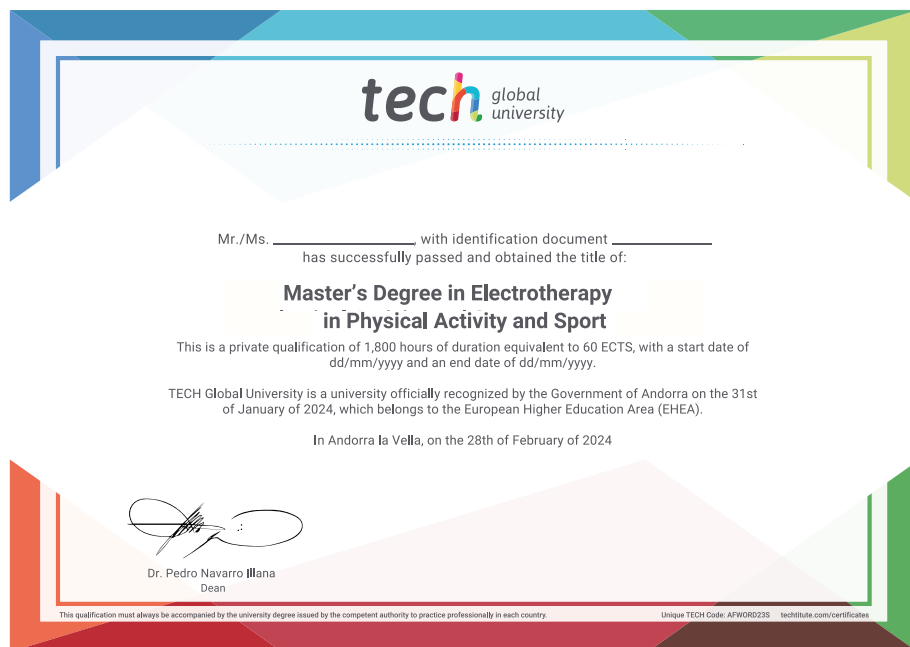 tech global
university
Mr./Ms. ________________, with identification document ___________
has successfully passed and obtained the title of:
Master's Degree in Electrotherapy
in Physical Activity and Sport
This is a private qualification of 1,800 hours of duration equivalent to 60 ECTS, with a start date of
dd/mm/yyyy and an end date of dd/mm/yyyy.
TECH Global University is a university officially recognized by the Government of Andorra on the 31st
of January of 2024, which belongs to the European Higher Education Area (EHEA).
In Andorra la Vella, on the 28th of February of 2024
Dr. Pedro Navarro Illana
Dean
This qualification must always be accompanied by the university degree issued by the competent authority to practice professionally in each country.
Unique TECH Code: AFWORD23S techtitute.com/certificates